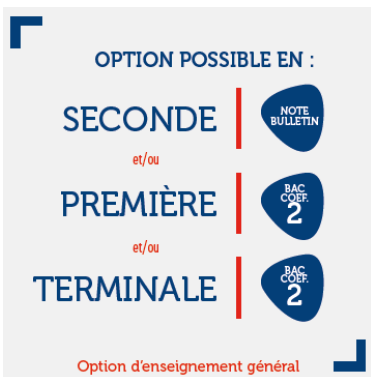 OPTION POSSIBLE EN :
SECONDE
NOTE
BULLETIN
et/ou
PREMIÈRE
BAC
COEF.
2
et/ou
TERMINALE
BAC
COEF.
2
Option d'enseignement général